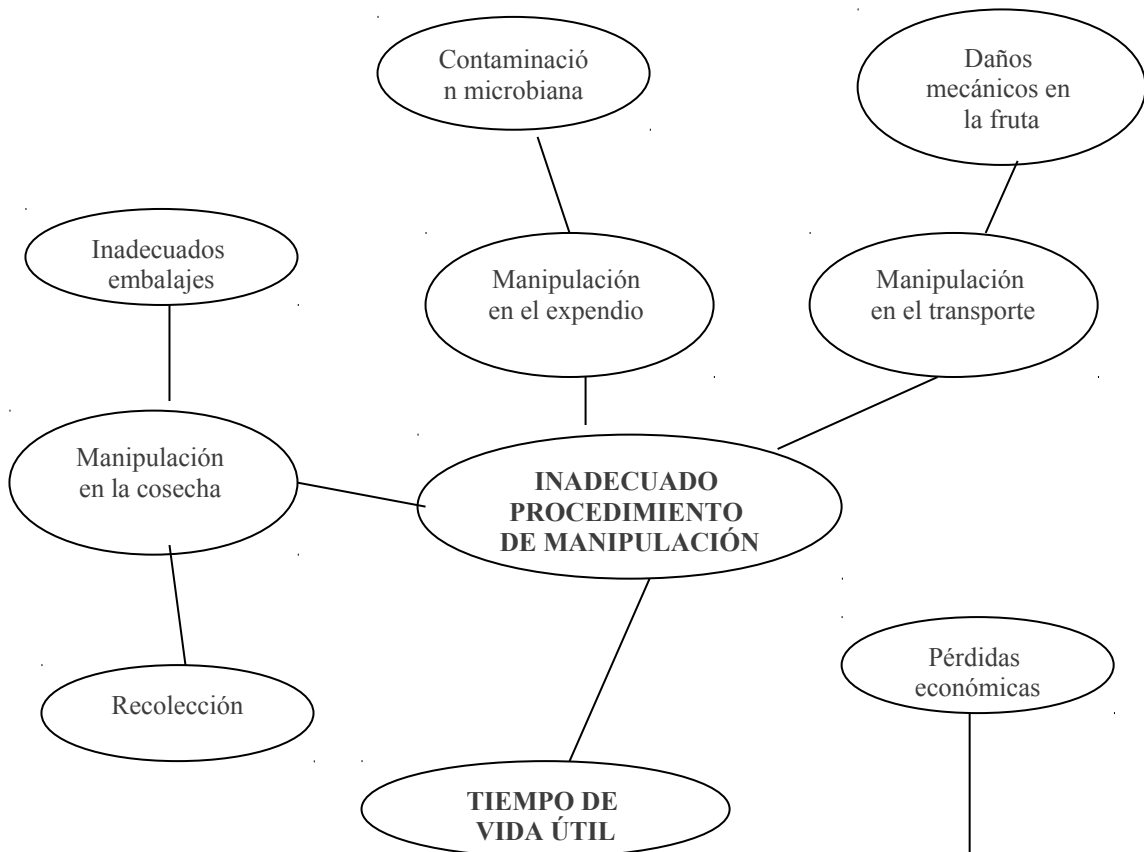 Contaminació
n microbiana
Daños
mecánicos en
la fruta
Inadecuados
embalajes
Manipulación
en el expendio
Manipulación
en el transporte
Manipulación
en la cosecha
INADECUADO
PROCEDIMIENTO
DE MANIPULACIÓN
Recolección
Pérdidas
económicas
TIEMPO DE
VIDA ÚTIL